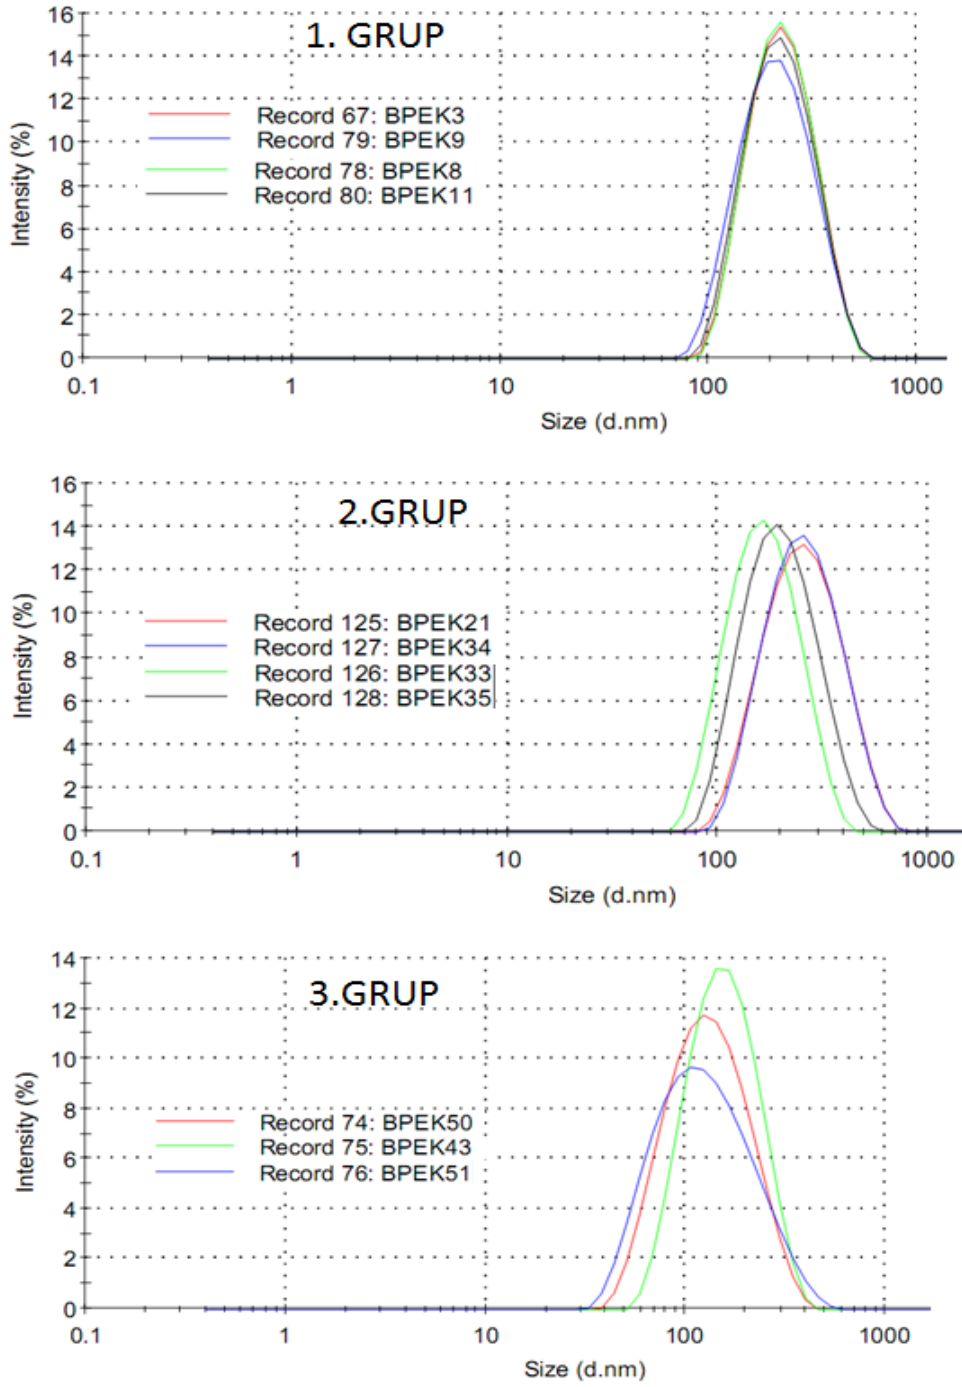 1. GRUP
16
14
12
10
8
6
4
2
0
Intensity (%)
Record 67: BPEK3
Record 79: BPEK9
Record 78: BPEK8
Record 80: BPEK11
0.1 1 10 100 1000
Size (d.nm)
2.GRUP
16
14
12
10
8
6
4
2
0
Intensity (%)
Record 125: BPEK21
Record 127: BPEK34
Record 126: BPEK33
Record 128: BPEK35
0.1 1 10 100 1000
Size (d.nm)
3.GRUP
14
12
10
8
6
4
2
0
Intensity (%)
Record 74: BPEK50
Record 75: BPEK43
Record 76: BPEK51
0.1 1 10 100 1000
Size (d.nm)